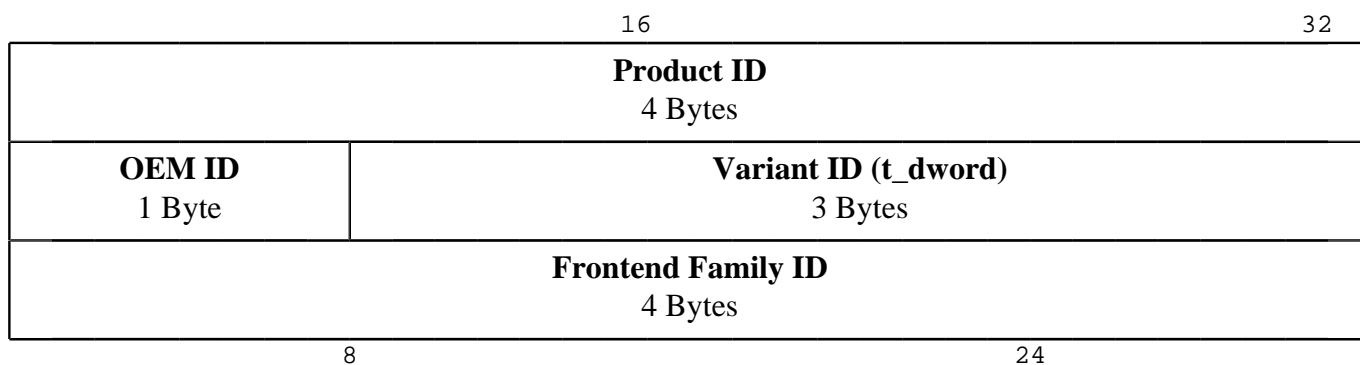 16 32
Product ID
4 Bytes
OEM ID Variant ID (t_dword)
1 Byte 3 Bytes
Frontend Family ID
4 Bytes
8 24